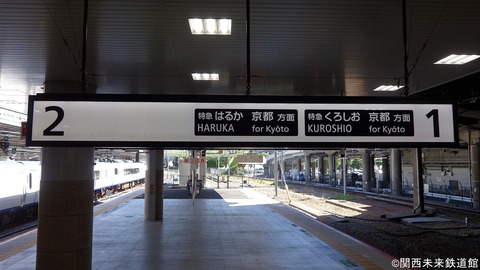 2
特急 はるか 京都 方面
HARUKA for Kyōto
特急 くろしお 京都 方面
KUROSHIO for Kyōto
1
©関西未来鉄道館